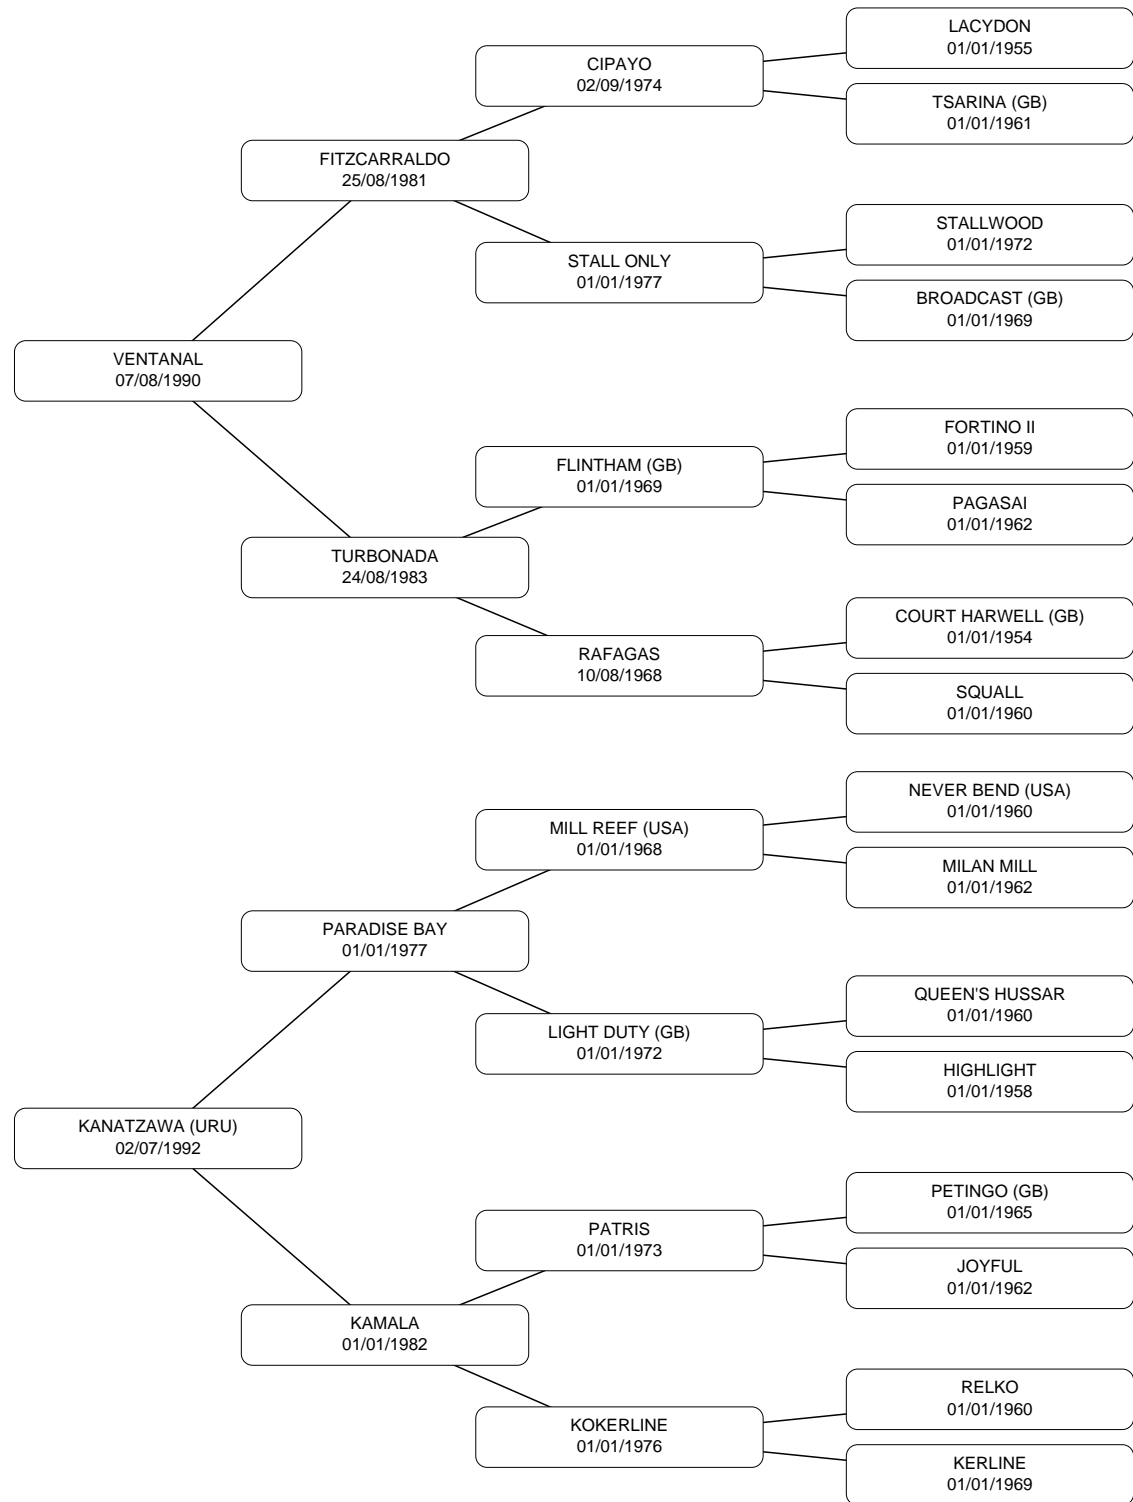 LACYDON
01/01/1955
CIPAYO
02/09/1974
TSARINA (GB)
01/01/1961
FITZCARRALDO
25/08/1981
STALLWOOD
01/01/1972
STALL ONLY
01/01/1977
BROADCAST (GB)
01/01/1969
VENTANAL
07/08/1990
FORTINO II
01/01/1959
FLINTHAM (GB)
01/01/1969
PAGASAI
01/01/1962
TURBONADA
24/08/1983
COURT HARWELL (GB)
01/01/1954
RAFAGAS
10/08/1968
SQUALL
01/01/1960
NEVER BEND (USA)
01/01/1960
MILL REEF (USA)
01/01/1968
MILAN MILL
01/01/1962
PARADISE BAY
01/01/1977
QUEEN'S HUSSAR
01/01/1960
LIGHT DUTY (GB)
01/01/1972
HIGHLIGHT
01/01/1958
KANATZAWA (URU)
02/07/1992
PETINGO (GB)
01/01/1965
PATRIS
01/01/1973
JOYFUL
01/01/1962
KAMALA
01/01/1982
RELKO
01/01/1960
KOKERLINE
01/01/1976
KERLINE
01/01/1969